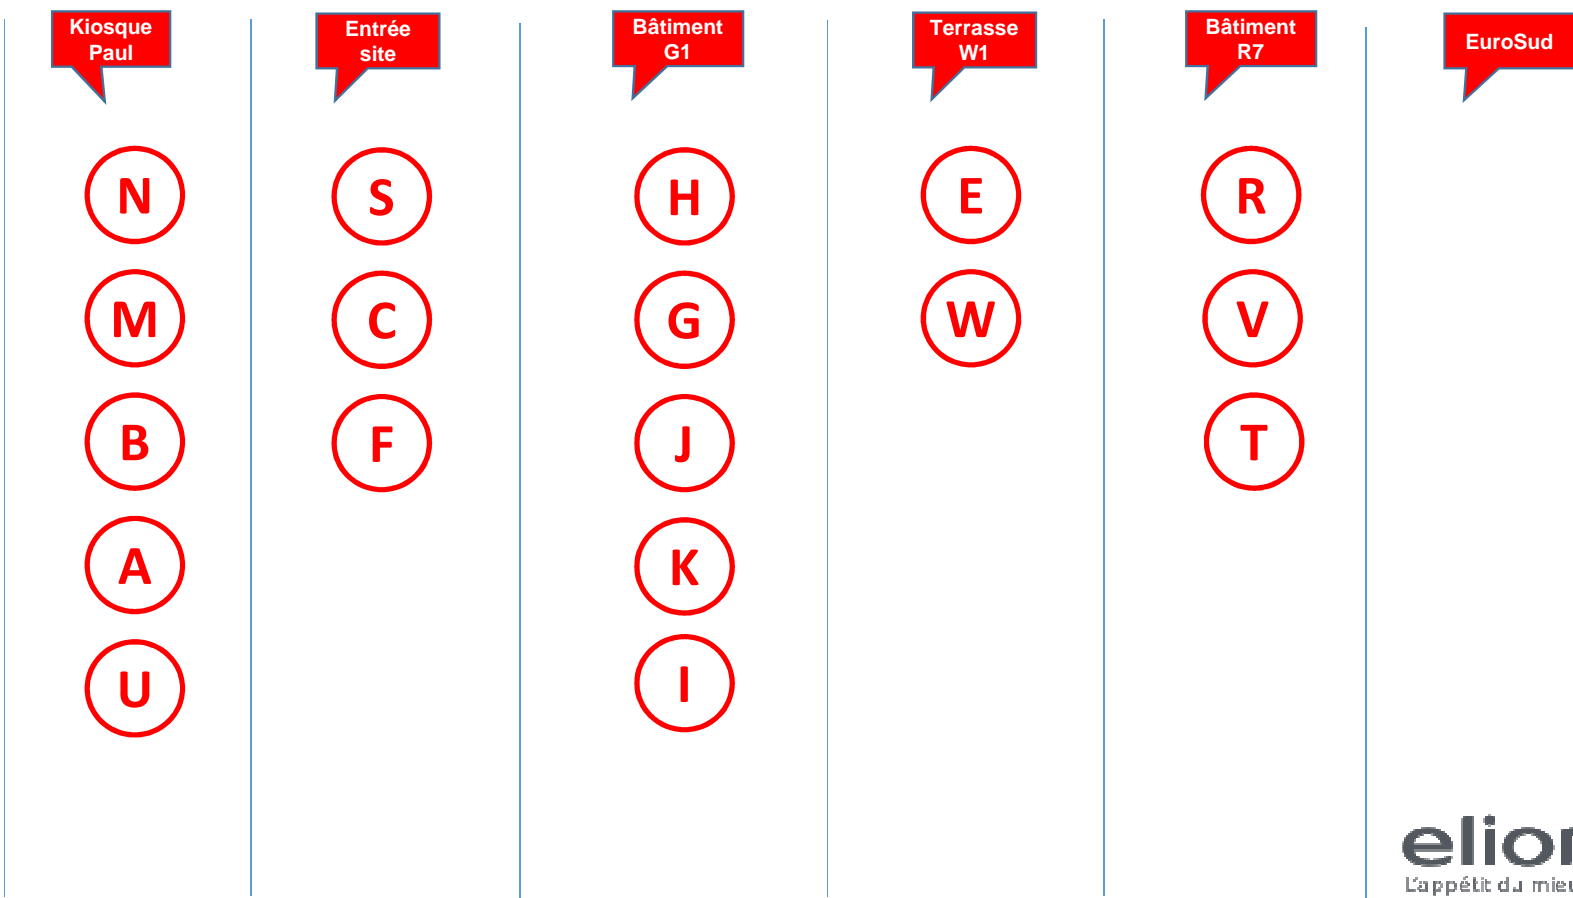 Kiosque
Paul
Entrée
site
Bâtiment
G1
Terrasse
W1
Bâtiment
R7
EuroSud
N
S
H
E
R
M
C
G
W
V
B
F
J
T
A
K
U
I
elior
L'appétit du mieu